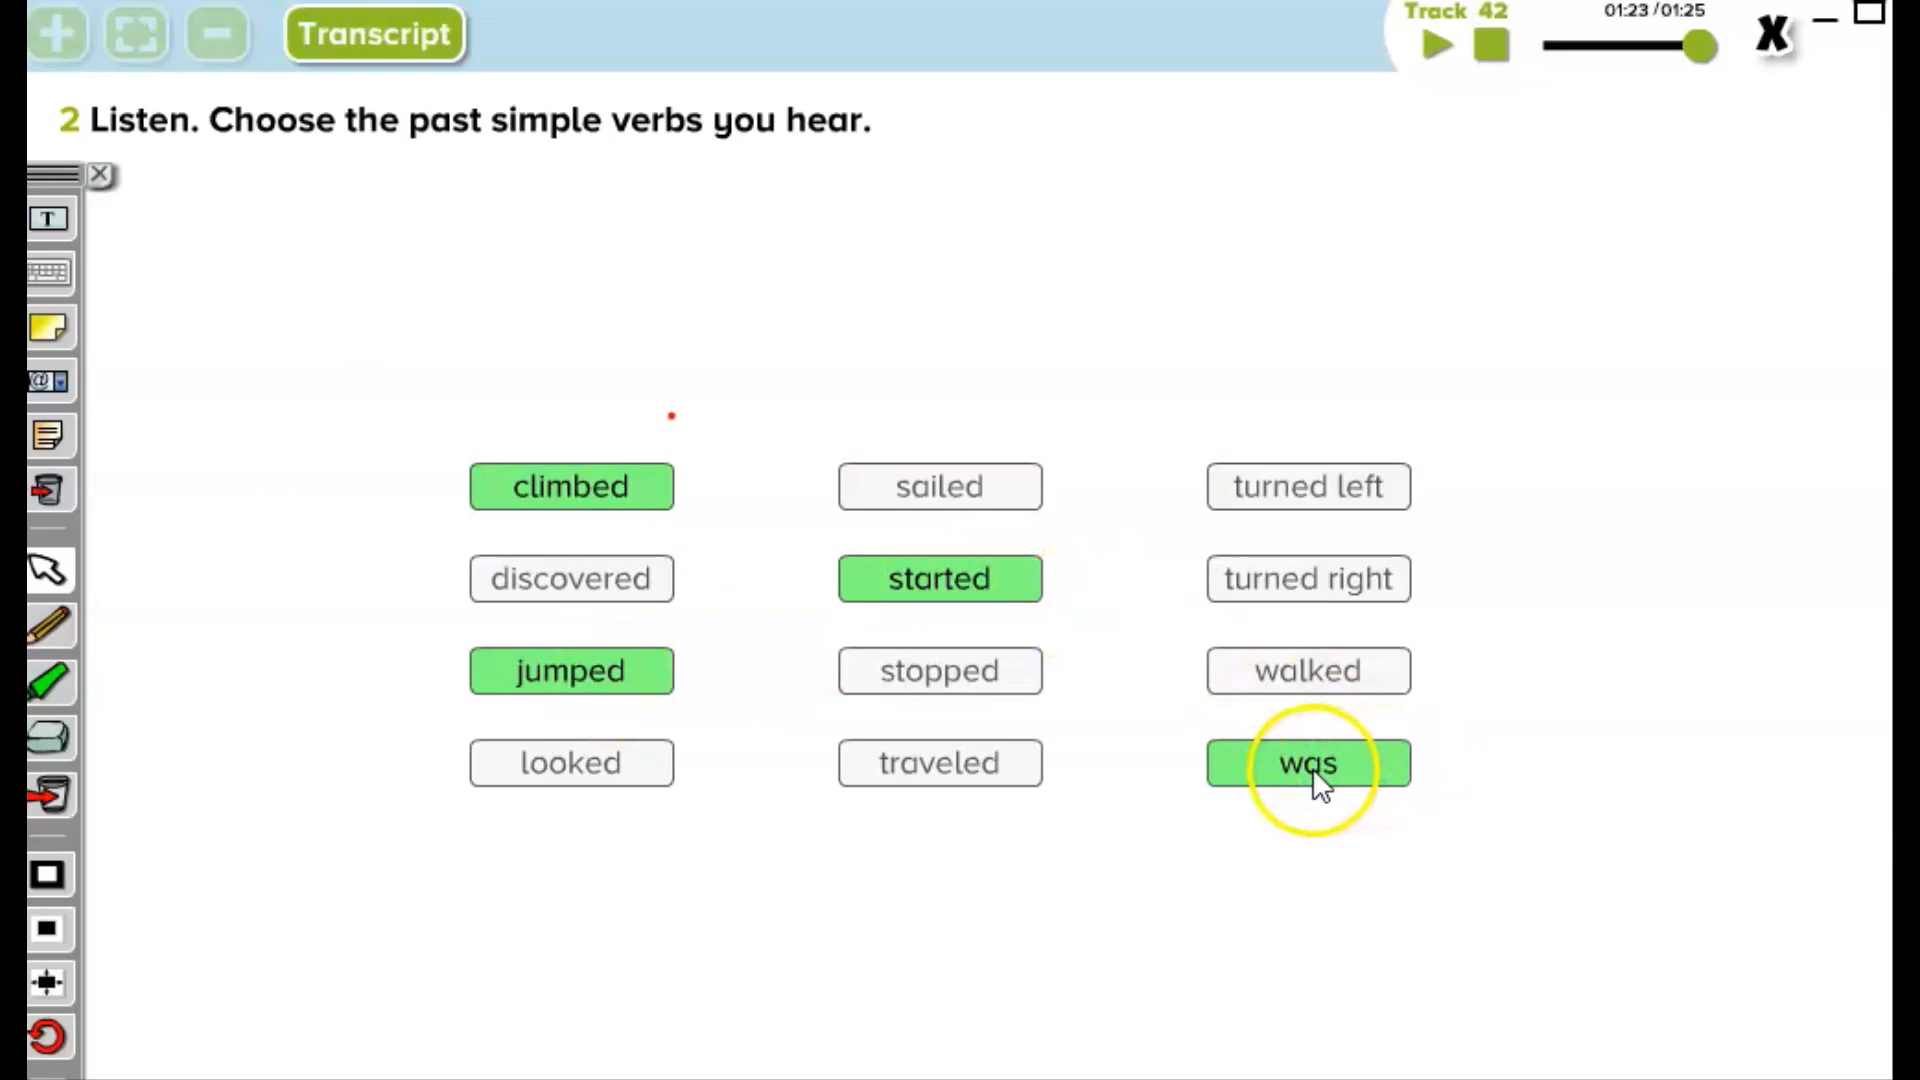 Transcript
Track 42
01:23 /01:25
X
2 Listen. Choose the past simple verbs you hear.
T
@
climbed sailed turned left
discovered started turned right
jumped stopped walked
looked traveled was